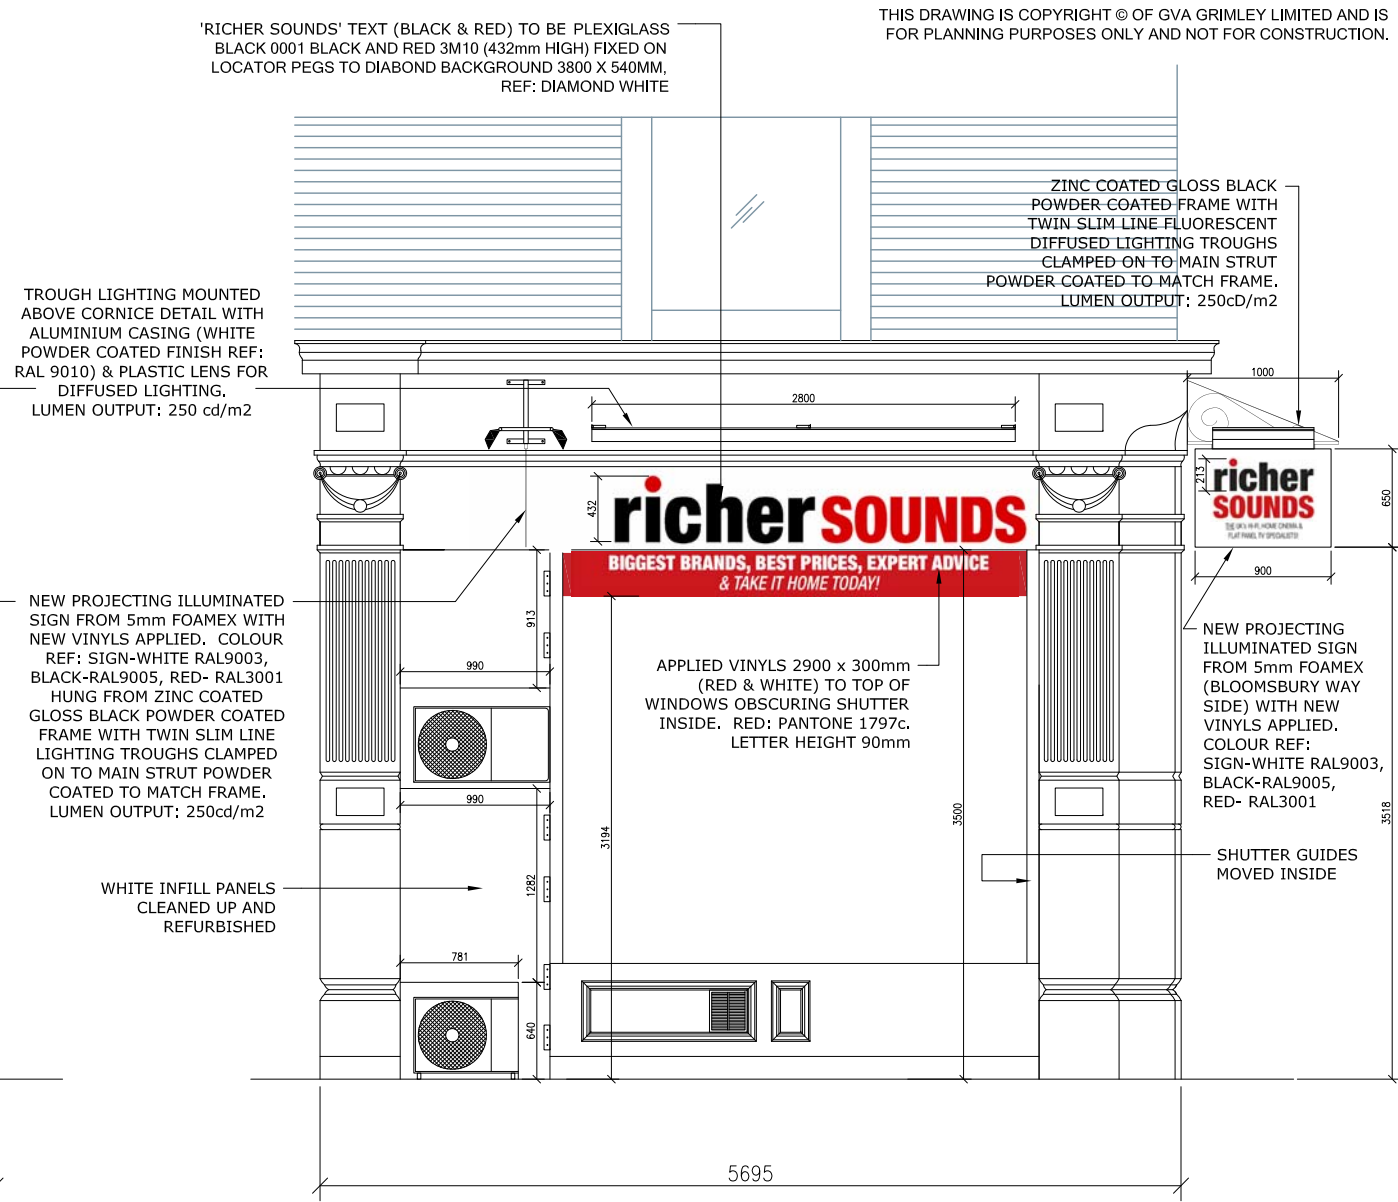 THIS DRAWING IS COPYRIGHT © OF GVA GRIMLEY LIMITED AND IS
FOR PLANNING PURPOSES ONLY AND NOT FOR CONSTRUCTION.
'RICHER SOUNDS' TEXT (BLACK & RED) TO BE PLEXIGLASS
BLACK 0001 BLACK AND RED 3M10 (432mm HIGH) FIXED ON
LOCATOR PEGS TO DIABOND BACKGROUND 3800 X 540MM,
REF: DIAMOND WHITE
ZINC COATED GLOSS BLACK
POWDER COATED FRAME WITH
TWIN SLIM LINE FLUORESCENT
DIFFUSED LIGHTING TROUGHS
CLAMPED ON TO MAIN STRUT
POWDER COATED TO MATCH FRAME.
LUMEN OUTPUT: 250cD/m2
TROUGH LIGHTING MOUNTED
ABOVE CORNICE DETAIL WITH
ALUMINIUM CASING (WHITE
POWDER COATED FINISH REF:
RAL 9010) & PLASTIC LENS FOR
DIFFUSED LIGHTING.
LUMEN OUTPUT: 250 cd/m2
1000
2800
432
richer SOUNDS
BIGGEST BRANDS, BEST PRICES, EXPERT ADVICE
& TAKE IT HOME TODAY!
213
richer
SOUNDS
THE UK'S HI-FI, HOME CINEMA &
FLAT PANEL TV SPECIALISTS!
650
900
NEW PROJECTING ILLUMINATED
SIGN FROM 5mm FOAMEX WITH
NEW VINYLS APPLIED. COLOUR
REF: SIGN-WHITE RAL9003,
BLACK-RAL9005, RED- RAL3001
HUNG FROM ZINC COATED
GLOSS BLACK POWDER COATED
FRAME WITH TWIN SLIM LINE
LIGHTING TROUGHS CLAMPED
ON TO MAIN STRUT POWDER
COATED TO MATCH FRAME.
LUMEN OUTPUT: 250cd/m2
913
990
990
APPLIED VINYLS 2900 x 300mm
(RED & WHITE) TO TOP OF
WINDOWS OBSCURING SHUTTER
INSIDE. RED: PANTONE 1797c.
LETTER HEIGHT 90mm
NEW PROJECTING
ILLUMINATED SIGN
FROM 5mm FOAMEX
(BLOOMSBURY WAY
SIDE) WITH NEW
VINYLS APPLIED.
COLOUR REF:
SIGN-WHITE RAL9003,
BLACK-RAL9005,
RED- RAL3001
3194
3500
3518
SHUTTER GUIDES
MOVED INSIDE
WHITE INFILL PANELS
CLEANED UP AND
REFURBISHED
1282
781
640
5695